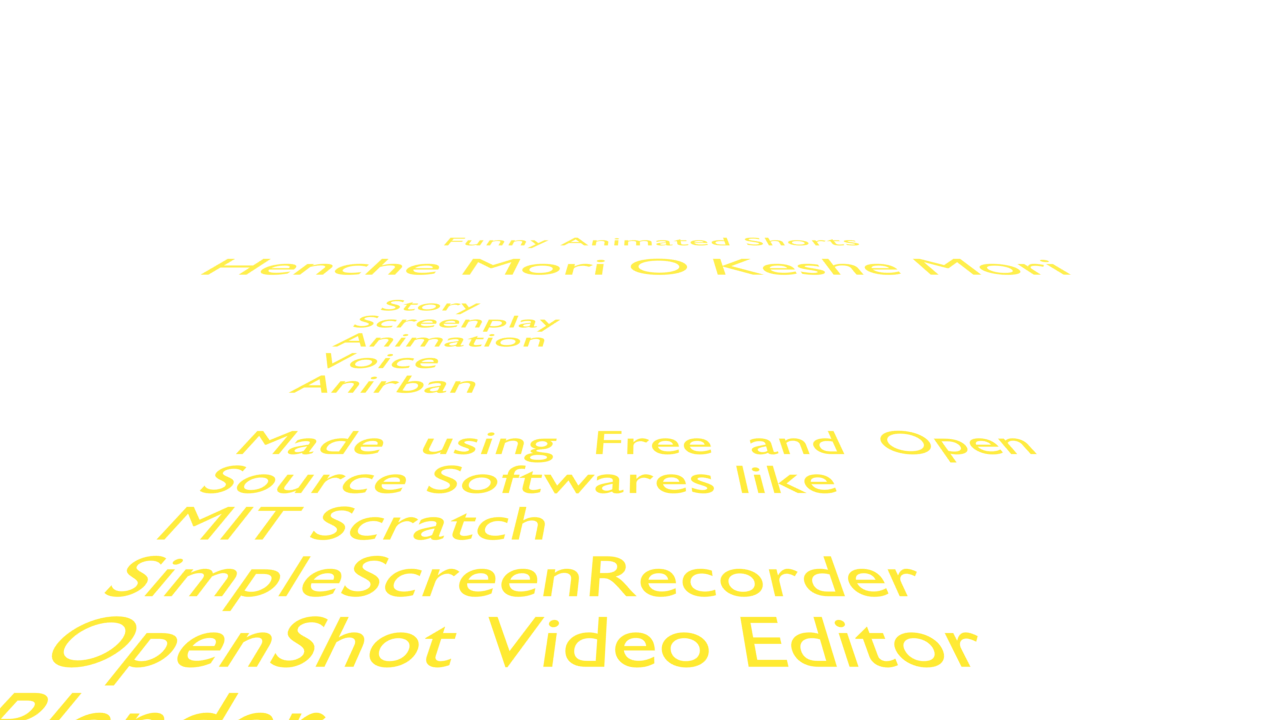 Funny Animated Shorts
Henche Mori O Keshe Mori
Story
Screenplay
Animation
Voice
Anirban
Made using Free and Open
Source Softwares like
MIT Scratch
SimpleScreenRecorder
OpenShot Video Editor
Blender